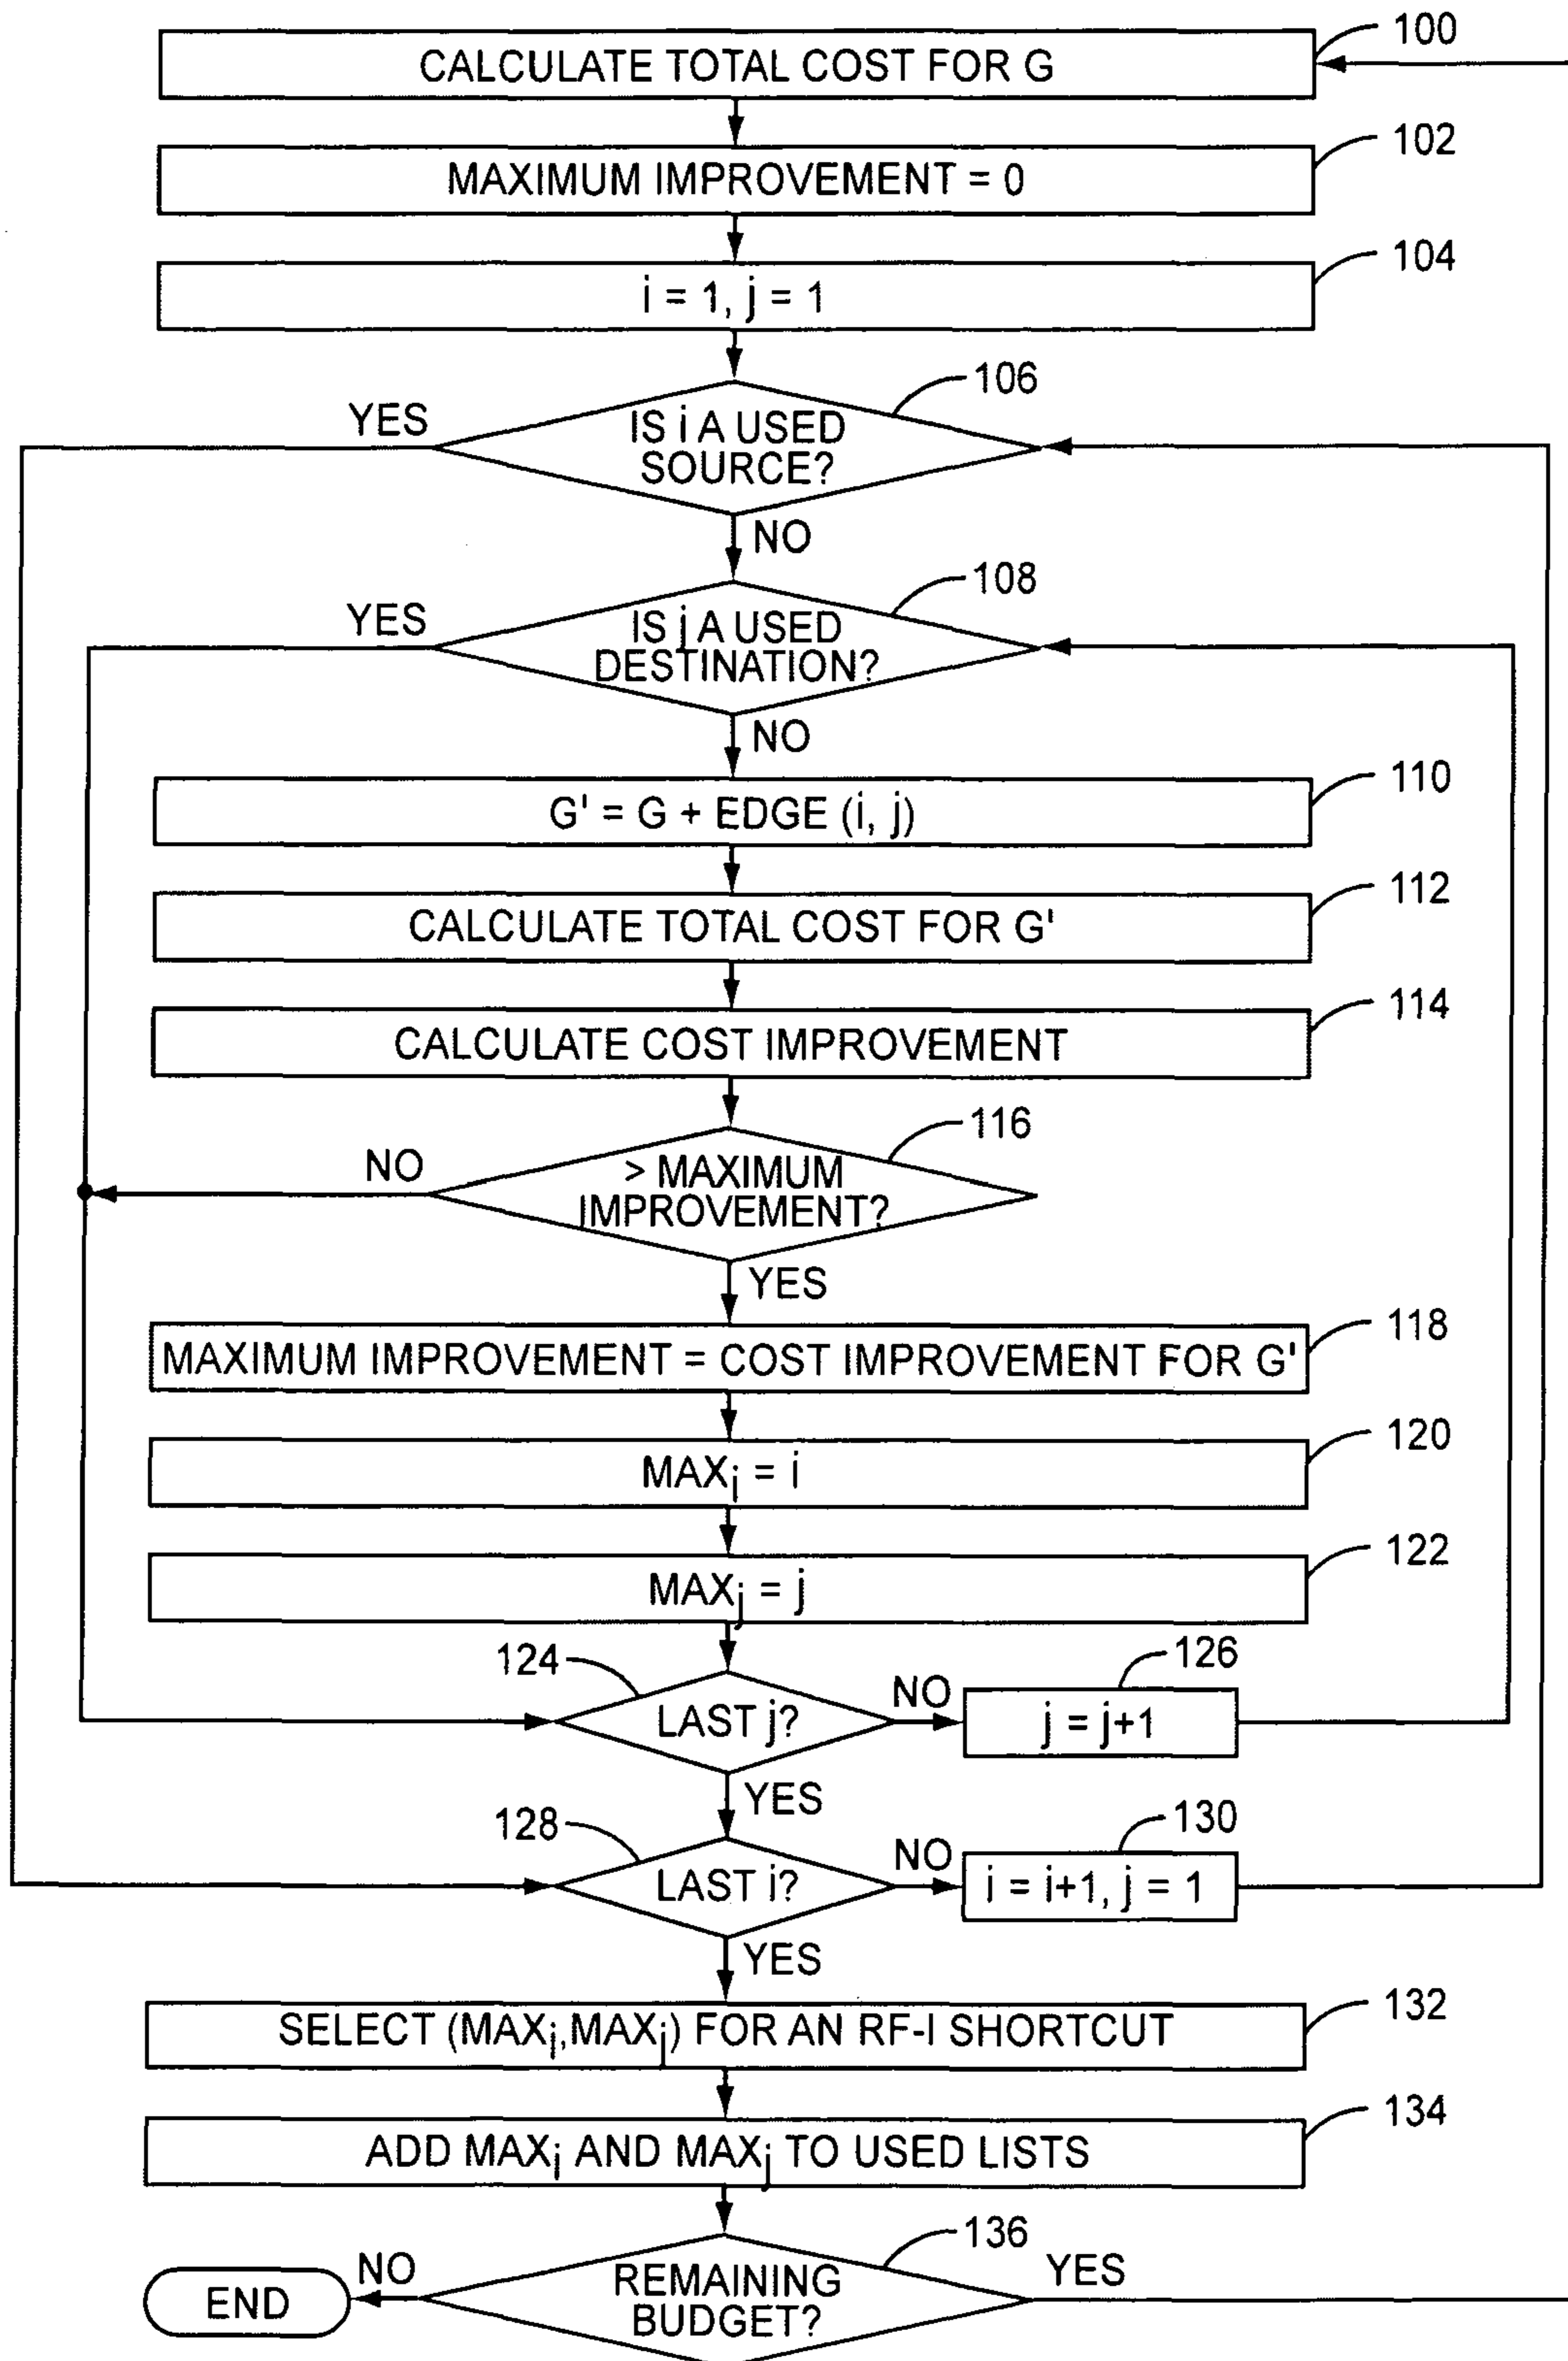 100
CALCULATE TOTAL COST FOR G
102
MAXIMUM IMPROVEMENT = 0
104
i = 1, j = 1
106
YES
IS i A USED
SOURCE?
NO
108
YES
IS j A USED
DESTINATION?
NO
110
G' = G + EDGE (i, j)
112
CALCULATE TOTAL COST FOR G'
114
CALCULATE COST IMPROVEMENT
116
NO
> MAXIMUM
IMPROVEMENT?
YES
118
MAXIMUM IMPROVEMENT = COST IMPROVEMENT FOR G'
120
MAXi = i
122
MAXj = j
124
126
LAST j?
NO
j = j+1
YES
128
130
LAST i?
NO
i = i+1, j = 1
YES
132
SELECT (MAXi,MAXj) FOR AN RF-I SHORTCUT
134
ADD MAXi AND MAXj TO USED LISTS
136
END
NO
REMAINING
BUDGET?
YES